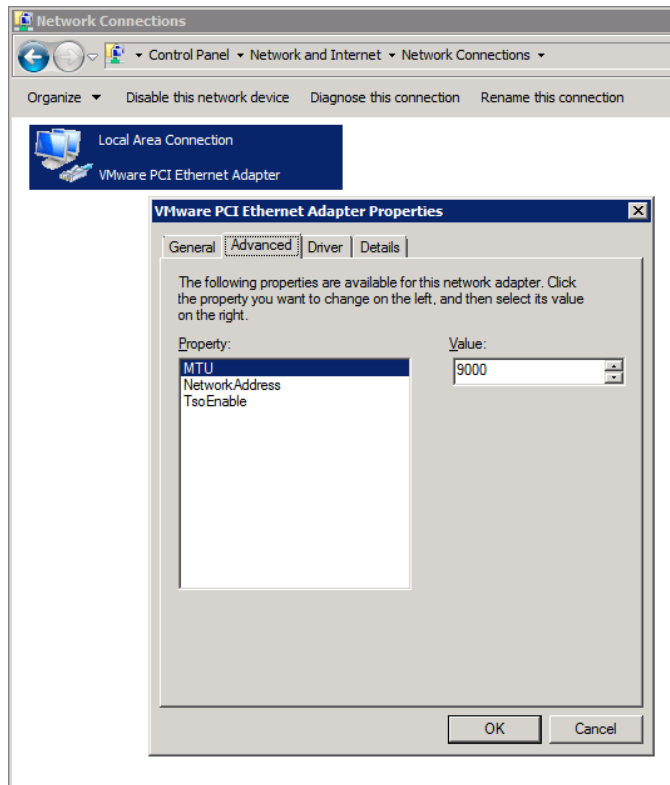 Network Connections
Control Panel Network and Internet Network Connections
Organize Disable this network device Diagnose this connection Rename this connection
Local Area Connection
VMware PCI Ethernet Adapter
VMware PCI Ethernet Adapter Properties
General Advanced Driver Details
The following properties are available for this network adapter. Click
the property you want to change on the left, and then select its value
on the right.
Property: Value:
MTU 9000
NetworkAddress
TsoEnable
OK Cancel